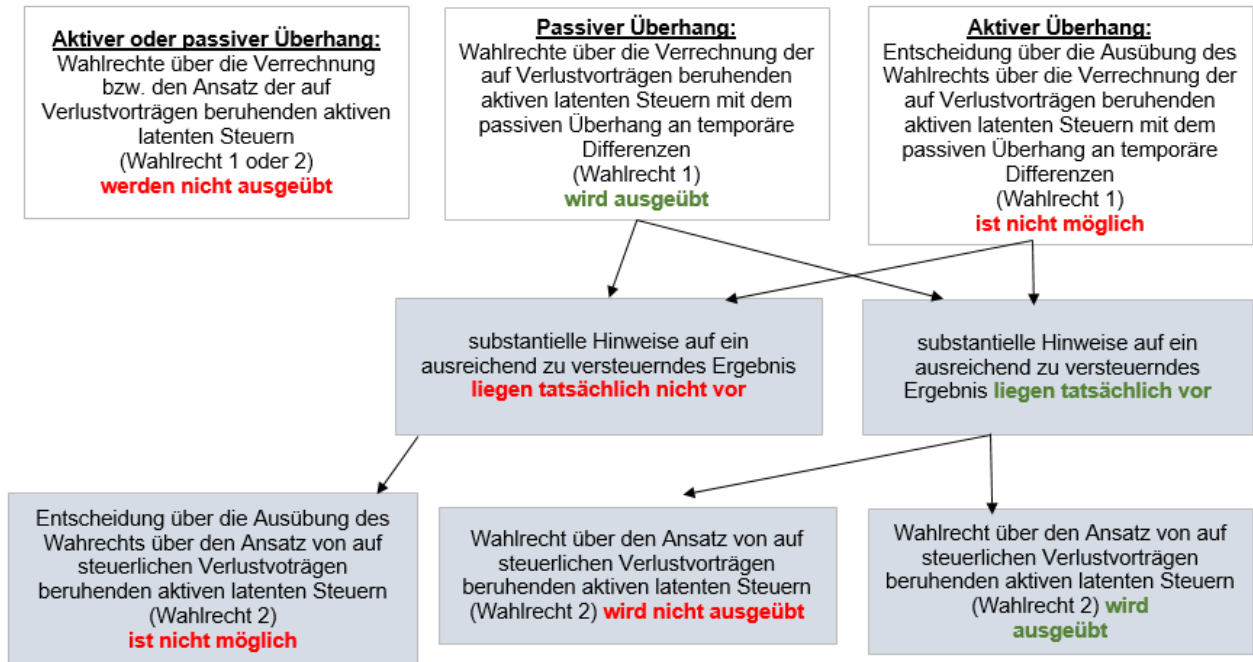 Aktiver oder passiver Überhang:
Wahlrechte über die Verrechnung
bzw. den Ansatz der auf
Verlustvorträgen beruhenden aktiven
latenten Steuern
(Wahlrecht 1 oder 2)
werden nicht ausgeübt
Passiver Überhang:
Wahlrechte über die Verrechnung der
auf Verlustvorträgen beruhenden
aktiven latenten Steuern mit dem
passiven Überhang an temporäre
Differenzen
(Wahlrecht 1)
wird ausgeübt
Aktiver Überhang:
Entscheidung über die Ausübung des
Wahlrechts über die Verrechnung der
auf Verlustvorträgen beruhenden
aktiven latenten Steuern mit dem
passiven Überhang an temporäre
Differenzen
(Wahlrecht 1)
ist nicht möglich
substantielle Hinweise auf ein
ausreichend zu versteuerndes Ergebnis
liegen tatsächlich nicht vor
substantielle Hinweise auf ein
ausreichend zu versteuerndes
Ergebnis liegen tatsächlich vor
Entscheidung über die Ausübung des
Wahrechts über den Ansatz von auf
steuerlichen Verlustvoträgen
beruhenden aktiven latenten Steuern
(Wahlrecht 2)
ist nicht möglich
Wahlrecht über den Ansatz von auf
steuerlichen Verlustvorträgen
beruhenden aktiven latenten Steuern
(Wahlrecht 2) wird nicht ausgeübt
Wahlrecht über den Ansatz von auf
steuerlichen Verlustvorträgen
beruhenden aktiven latenten Steuern
(Wahlrecht 2) wird
ausgeübt